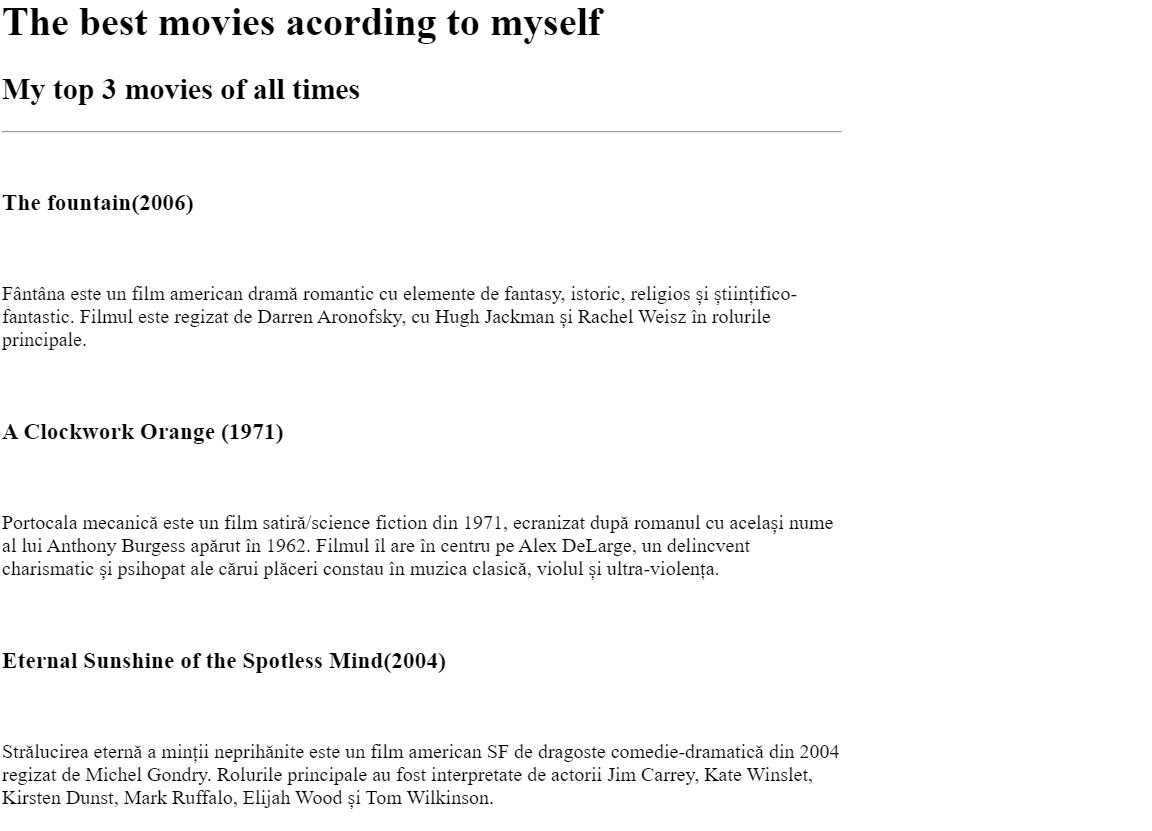 The best movies acording to myself
My top 3 movies of all times
The fountain(2006)
Fântâna este un film american dramă romantic cu elemente de fantasy, istoric, religios și științifico-
fantastic. Filmul este regizat de Darren Aronofsky, cu Hugh Jackman și Rachel Weisz în rolurile
principale.
A Clockwork Orange (1971)
Portocala mecanică este un film satiră/science fiction din 1971, ecranizat după romanul cu același nume
al lui Anthony Burgess apărut în 1962. Filmul îl are în centru pe Alex DeLarge, un delincvent
charismatic și psihopat ale cărui plăceri constau în muzica clasică, violul și ultra-violența.
Eternal Sunshine of the Spotless Mind(2004)
Strălucirea eternă a minții neprihănite este un film american SF de dragoste comedie-dramatică din 2004
regizat de Michel Gondry. Rolurile principale au fost interpretate de actorii Jim Carrey, Kate Winslet,
Kirsten Dunst, Mark Ruffalo, Elijah Wood și Tom Wilkinson.